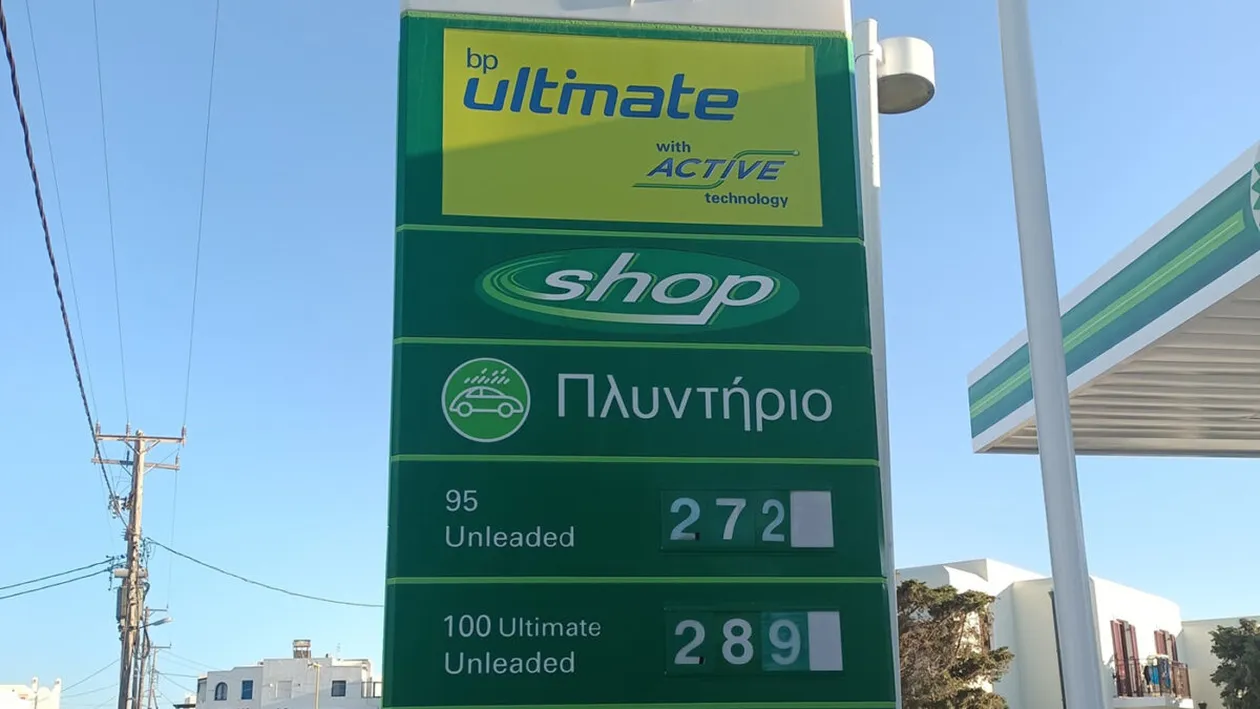 bp
ultimate
with
ACTIVE
technology
shop
Πλυντήριο
95
Unleaded
272
100 Ultimate
Unleaded
289